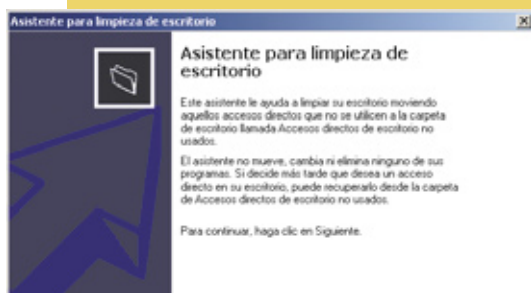 Asistente para limpieza de escritorio
Asistente para limpieza de
escritorio
Este asistente le ayuda a limpiar su escritorio moviendo
aquellos accesos directos que no se utilicen a la carpeta
de escritorio llamada Accesos directos de escritorio no
usados.
El asistente no mueve, cambia ni elimina ninguno de sus
programas. Si decide más tarde que desea un acceso
directo en su escritorio, puede recuperarlo desde la carpeta
de Accesos directos de escritorio no usados.
Para continuar, haga clic en Siguiente.